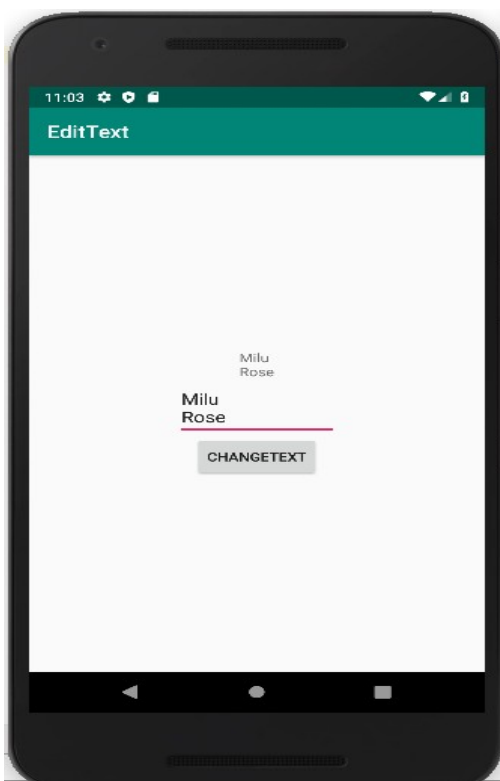 11:03
EditText
Milu
Rose
Milu
Rose
CHANGETEXT